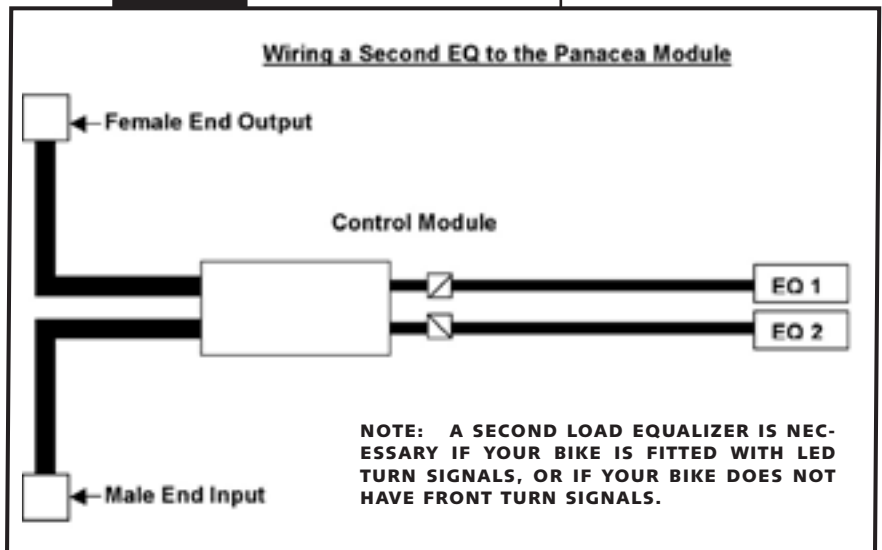 Wiring a Second EQ to the Panacea Module
Female End Output
Control Module
EQ 1
EQ 2
NOTE: A SECOND LOAD EQUALIZER IS NEC-
ESSARY IF YOUR BIKE IS FITTED WITH LED
TURN SIGNALS, OR IF YOUR BIKE DOES NOT
HAVE FRONT TURN SIGNALS.
Male End Input